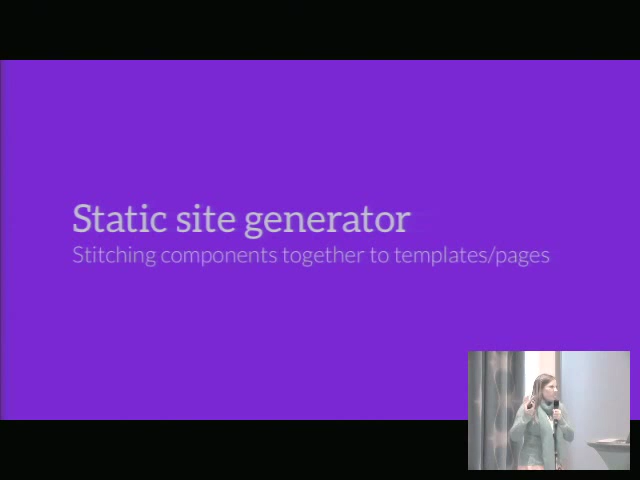 Static site generator
Stitching components together to templates/pages